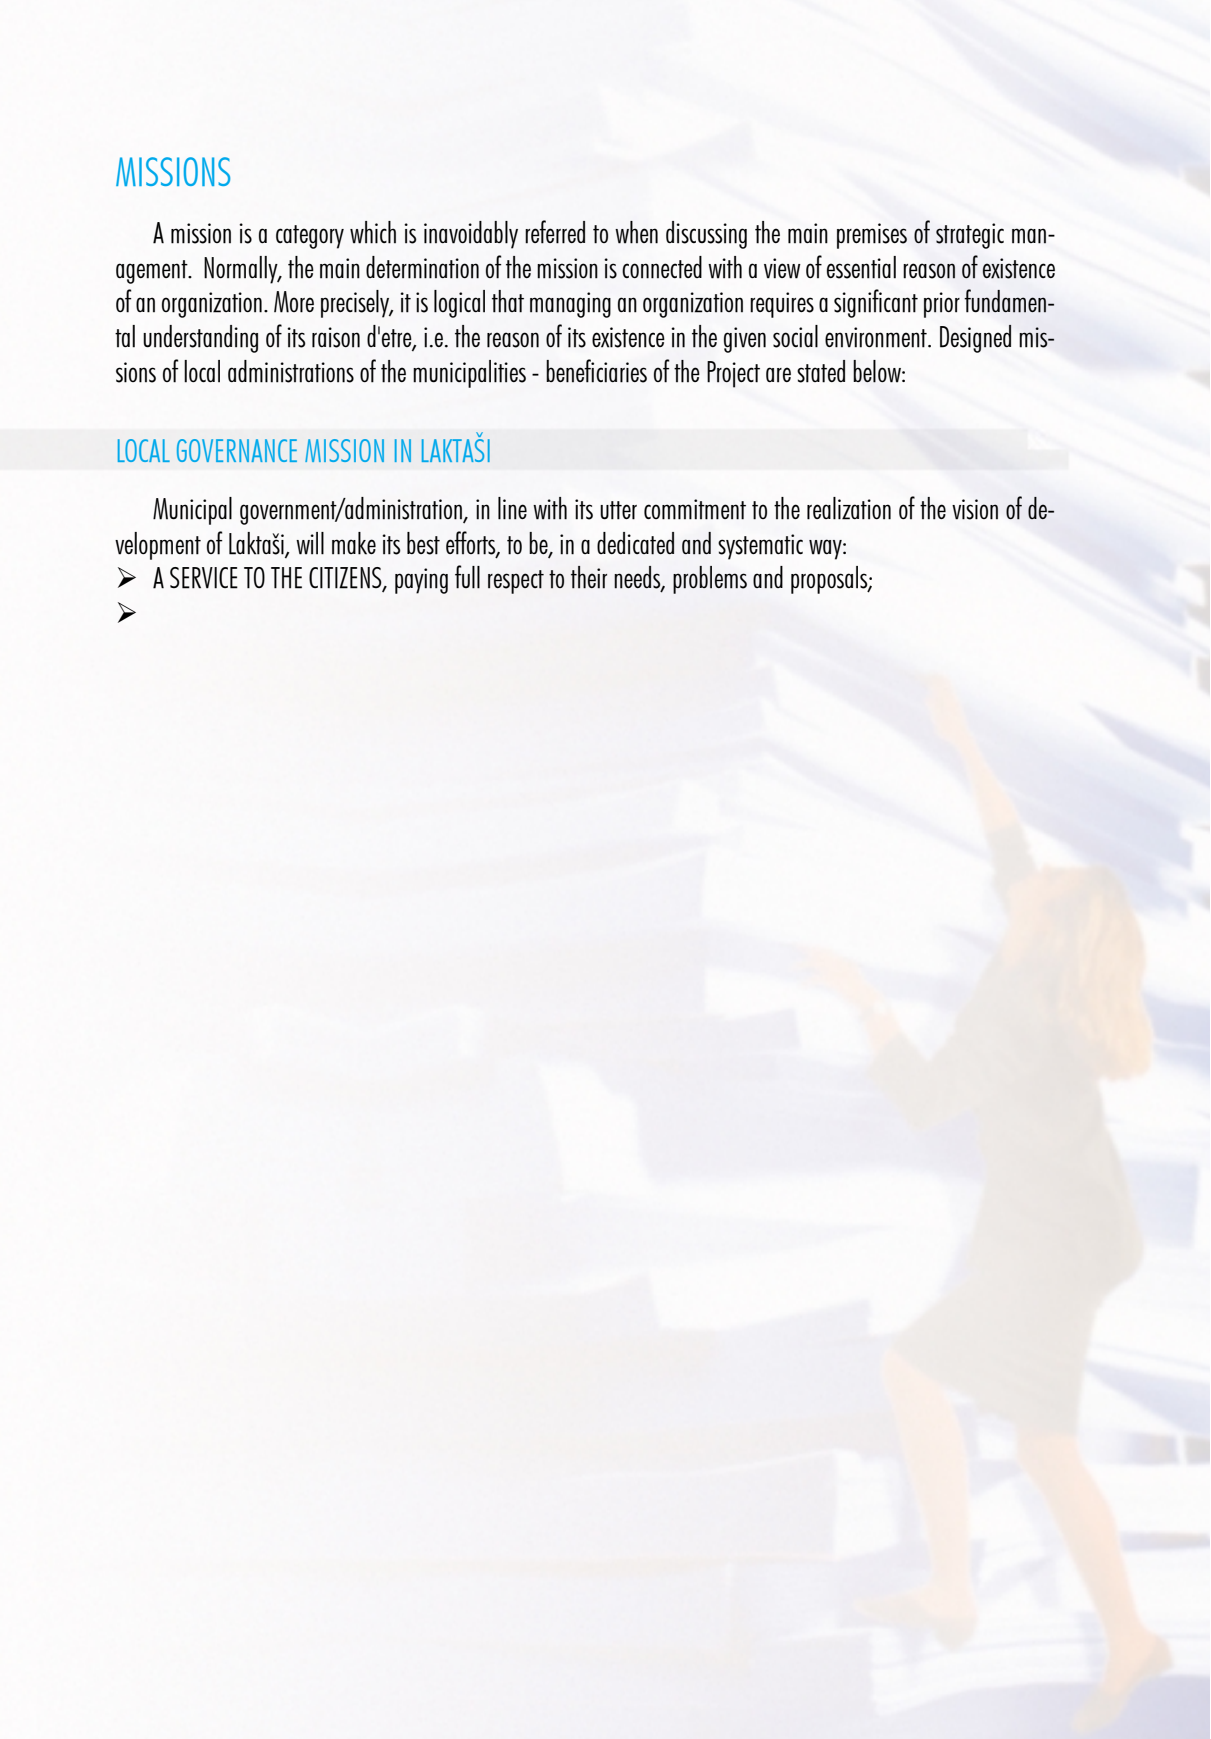 MISSIONS
A mission is a category which is inavoidably referred to when discussing the main premises of strategic man-
agement. Normally, the main determination of the mission is connected with a view of essential reason of existence
of an organization. More precisely, it is logical that managing an organization requires a significant prior fundamen-
tal understanding of its raison d'etre, i.e. the reason of its existence in the given social environment. Designed mis-
sions of local administrations of the municipalities - beneficiaries of the Project are stated below:
LOCAL GOVERNANCE MISSION IN LAKTAŠI
Municipal government/administration, in line with its utter commitment to the realization of the vision of de-
velopment of Laktaši, will make its best efforts, to be, in a dedicated and systematic way:
➢ A SERVICE TO THE CITIZENS, paying full respect to their needs, problems and proposals;
➢